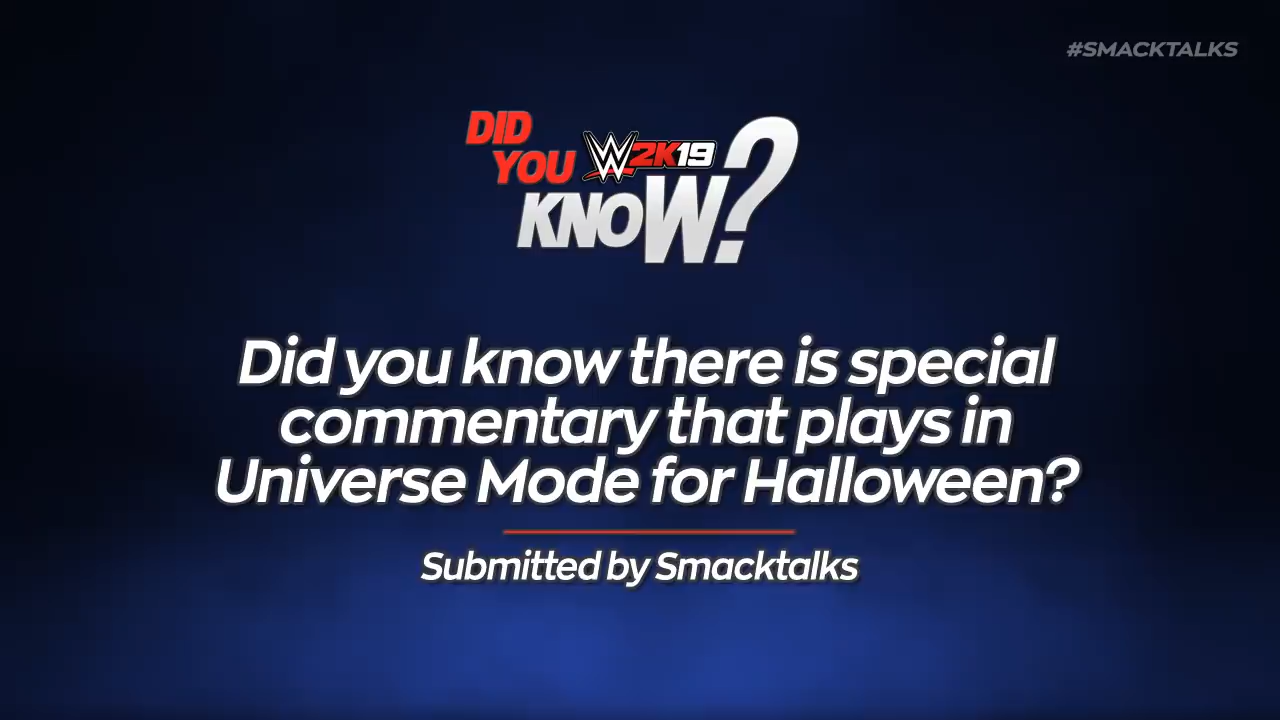 #SMACKTALKS
DID
YOU W 2K19
KNOW?
Did you know there is special
commentary that plays in
Universe Mode for Halloween?
Submitted by Smacktalks